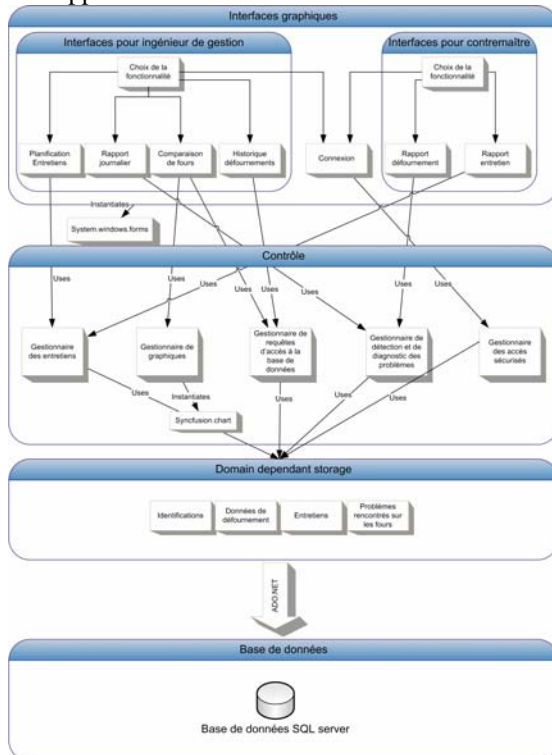 Interfaces graphiques
Interfaces pour ingénieur de gestion
Interfaces pour contremaître
Choix de la
fonctionnalité
Choix de la
fonctionnalité
Planification
Entretiens
Rapport
journalier
Comparaison
de fours
Historique
défournements
Connexion
Rapport
défournement
Rapport
entretien
Instantiates
System.windows.forms
Contrôle
Uses
Uses
Uses
Uses
Uses
Uses
Uses
Uses
Gestionnaire
des entretiens
Gestionnaire de
graphiques
Gestionnaire de
requêtes
d'accès à la
base de
données
Gestionnaire de
détection et de
diagnostic des
problèmes
Gestionnaire
des accès
sécurisés
Uses
Instantiates
Uses
Uses
Uses
Syncfusion.chart
Domain dependant storage
Identifications
Données de
défournement
Entretiens
Problèmes
rencontrés sur
les fours
ADO.NET
Base de données
Base de données SQL server